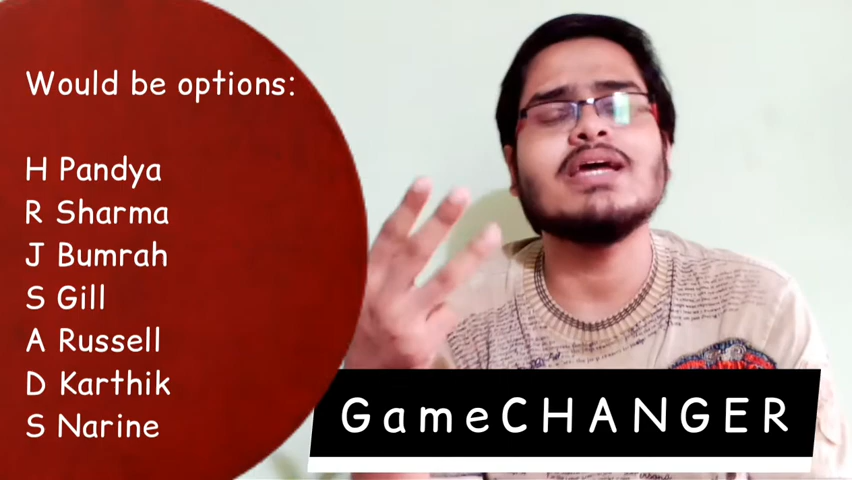 Would be options:
H Pandya
R Sharma
J Bumrah
S Gill
A Russell
D Karthik
S Narine
GameCHANGER